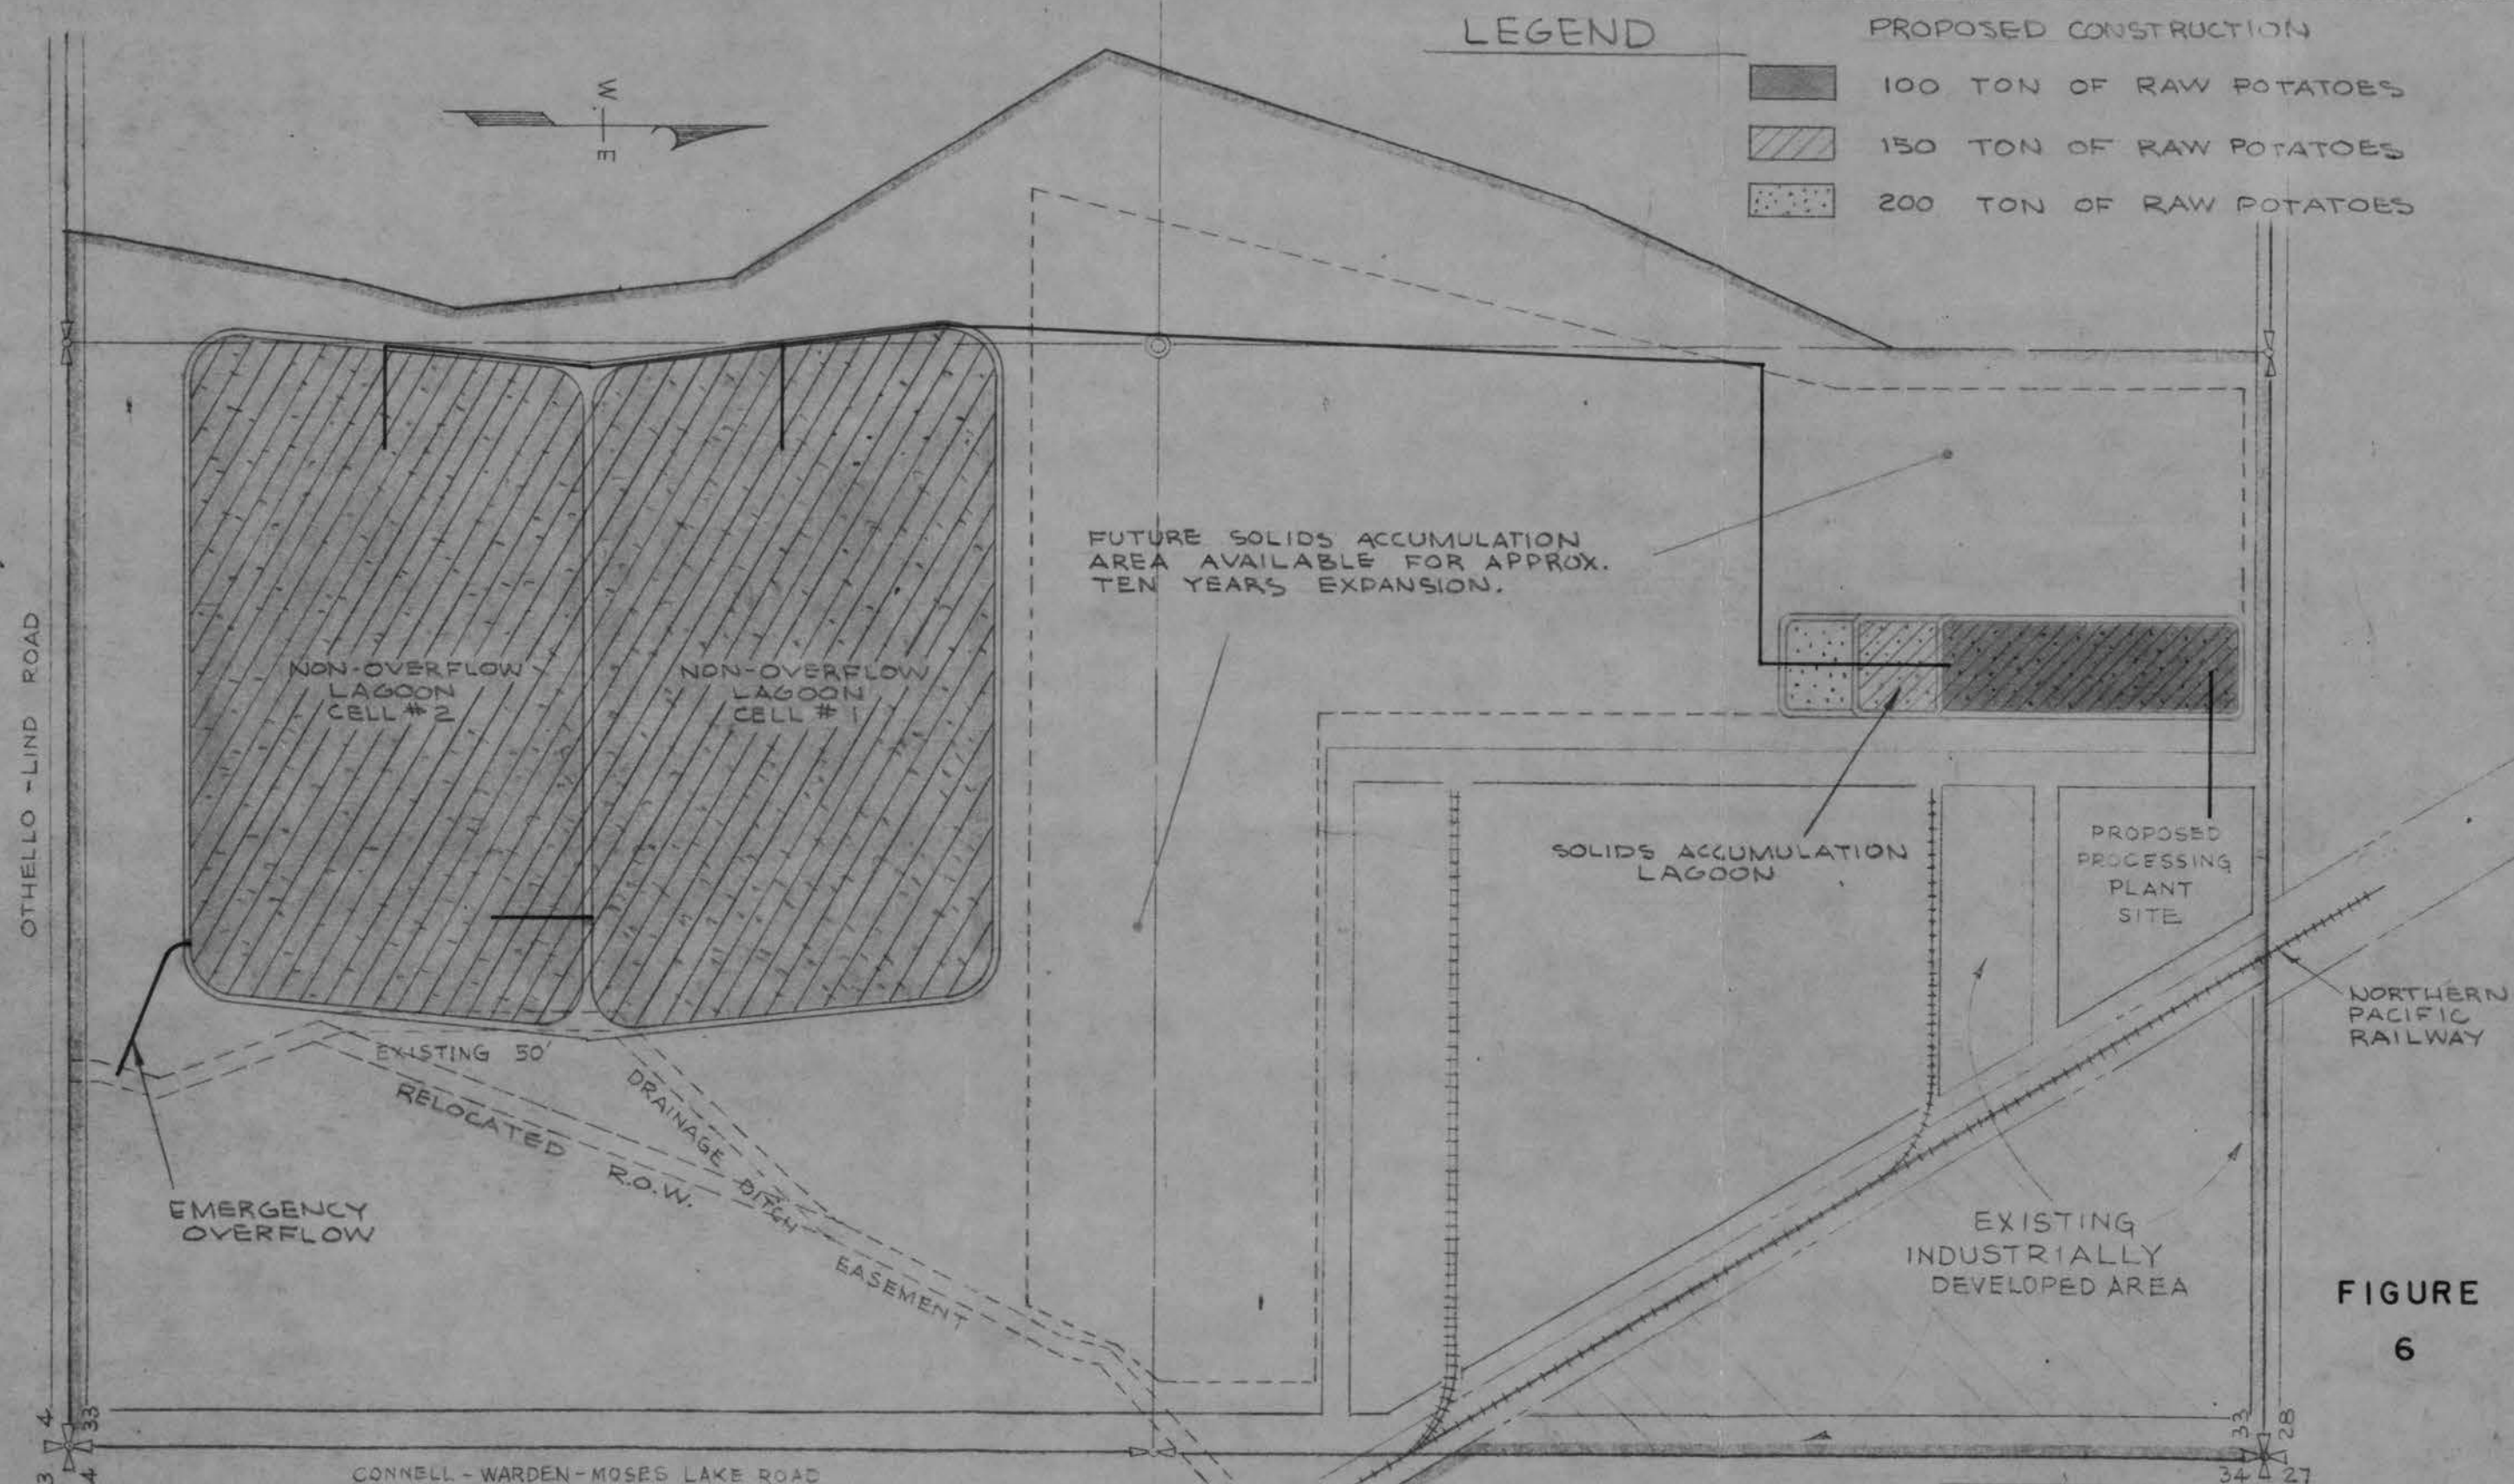 LEGEND
PROPOSED CONSTRUCTION
100 TON OF RAW POTATOES
150 TON OF RAW POTATOES
200 TON OF RAW POTATOES
W.
E
OTHELLO-LIND ROAD
FUTURE SOLIDS ACCUMULATION
AREA AVAILABLE FOR APPROX.
TEN YEARS EXPANSION.
NON-OVERFLOW
LAGOON
CELL #2
NON-OVERFLOW
LAGOON
CELL #1
SOLIDS ACCUMULATION
LAGOON
PROPOSED
PROCESSING
PLANT
SITE
NORTHERN
PACIFIC
RAILWAY
EXISTING 50'
DRAINAGE DITCH EASEMENT
RELOCATED R.O.W.
EMERGENCY
OVERFLOW
EXISTING
INDUSTRIALLY
DEVELOPED AREA
FIGURE
6
4 33
3 4
33 28
34 27
CONNELL-WARDEN-MOSES LAKE ROAD